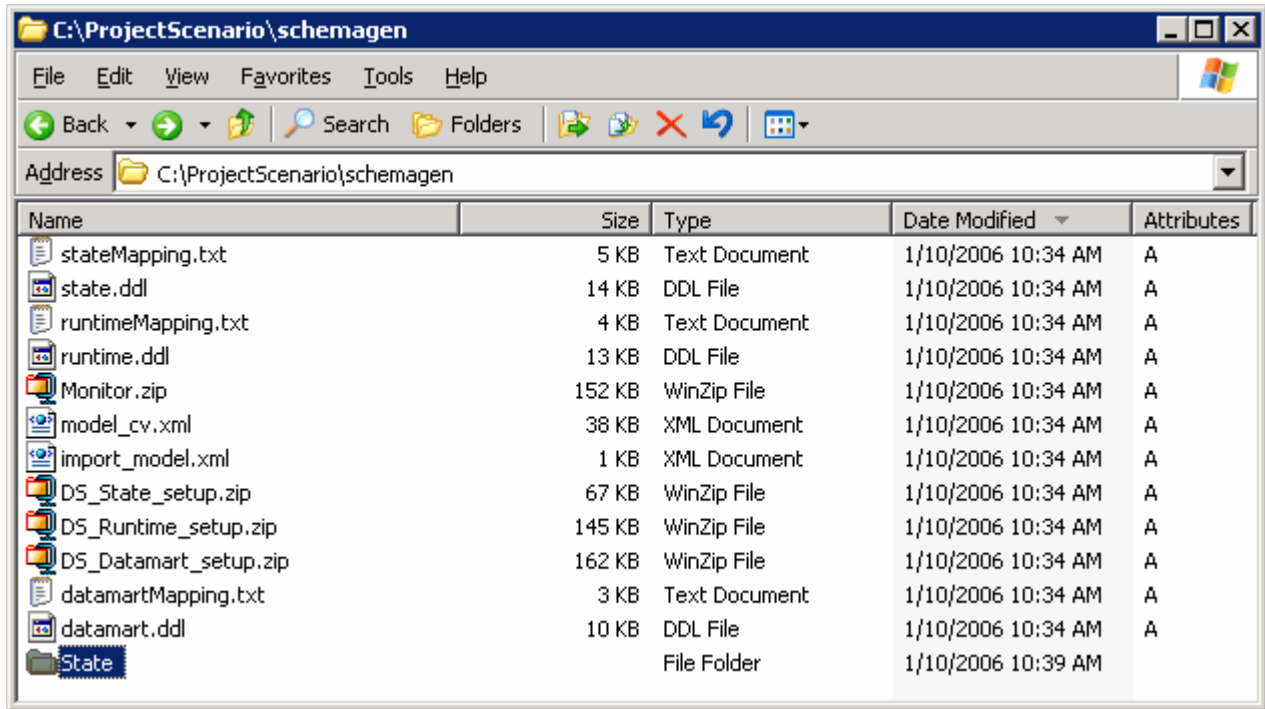 C:\ProjectScenario\schemagen
File Edit View Favorites Tools Help
Back Search Folders
Address C:\ProjectScenario\schemagen
Name Size Type Date Modified Attributes
stateMapping.txt 5 KB Text Document 1/10/2006 10:34 AM A
state.ddl 14 KB DDL File 1/10/2006 10:34 AM A
runtimeMapping.txt 4 KB Text Document 1/10/2006 10:34 AM A
runtime.ddl 13 KB DDL File 1/10/2006 10:34 AM A
Monitor.zip 152 KB WinZip File 1/10/2006 10:34 AM A
model_cv.xml 38 KB XML Document 1/10/2006 10:34 AM A
import_model.xml 1 KB XML Document 1/10/2006 10:34 AM A
DS_State_setup.zip 67 KB WinZip File 1/10/2006 10:34 AM A
DS_Runtime_setup.zip 145 KB WinZip File 1/10/2006 10:34 AM A
DS_Datamart_setup.zip 162 KB WinZip File 1/10/2006 10:34 AM A
datamartMapping.txt 3 KB Text Document 1/10/2006 10:34 AM A
datamart.ddl 10 KB DDL File 1/10/2006 10:34 AM A
State File Folder 1/10/2006 10:39 AM